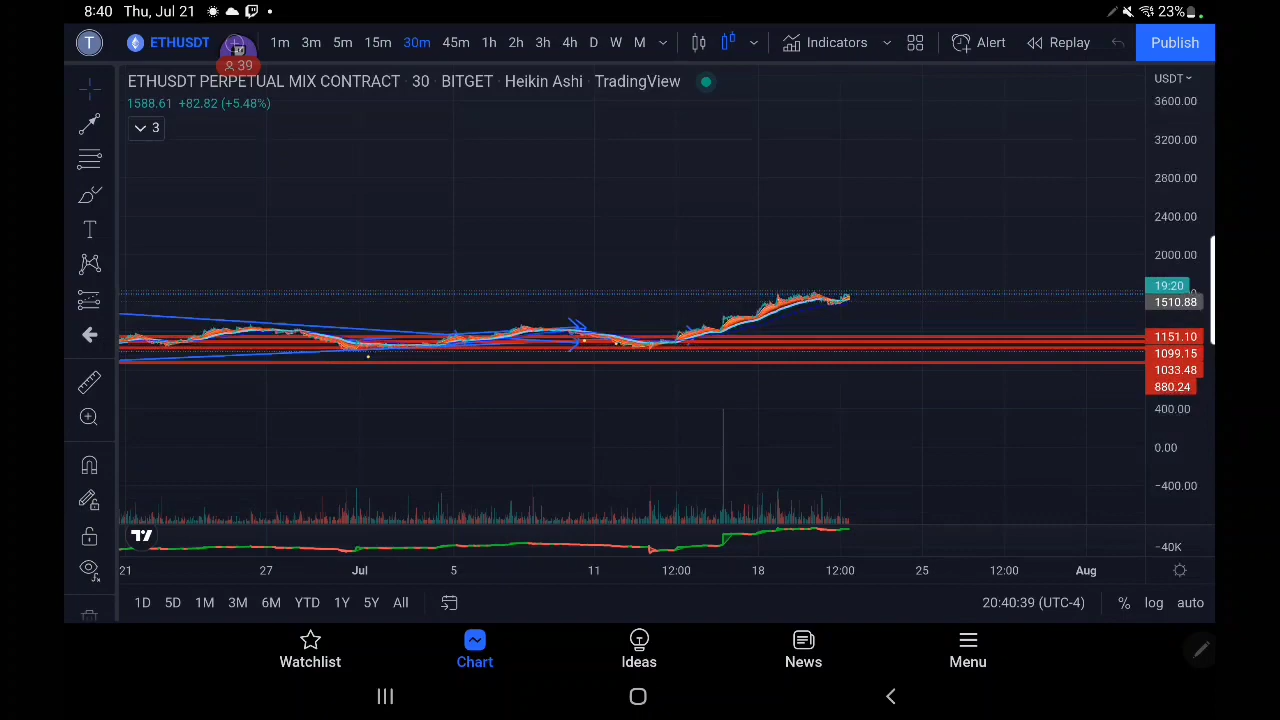 8:40 Thu, Jul 21 23%
T ETHUSDT 1m 3m 5m 15m 30m 45m 1h 2h 3h 4h D W M Indicators Alert Replay Publish
39
ETHUSDT PERPETUAL MIX CONTRACT · 30 · BITGET · Heikin Ashi · TradingView
USDT
1588.61 +82.82 (+5.48%)
3600.00
3
3200.00
2800.00
2400.00
2000.00
19:20
1510.88
1151.10
1099.15
1033.48
880.24
400.00
0.00
−400.00
−40K
21 27 Jul 5 11 12:00 18 12:00 25 12:00 Aug
1D 5D 1M 3M 6M YTD 1Y 5Y All 20:40:39 (UTC-4) % log auto
Watchlist Chart Ideas News Menu